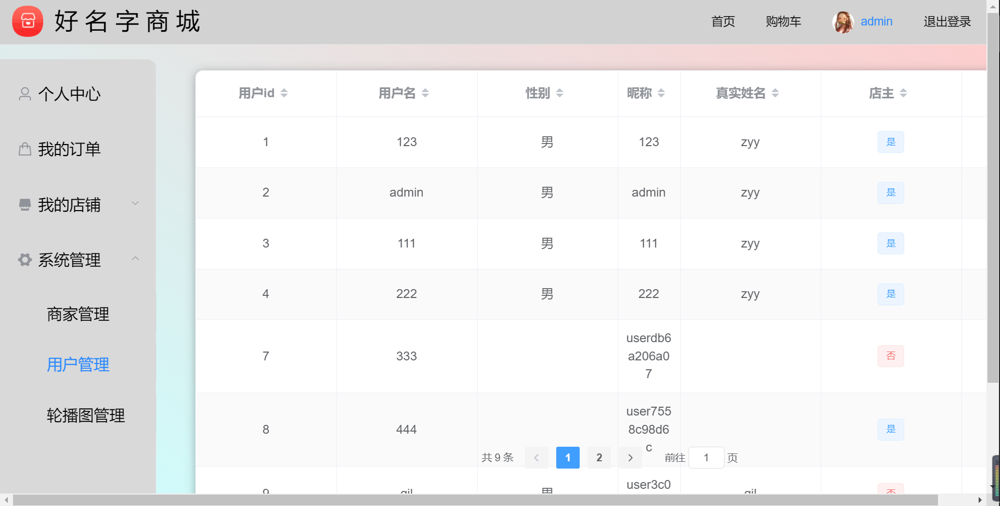 好名字商城
首页 购物车 admin 退出登录
个人中心
我的订单
我的店铺
系统管理
商家管理
用户管理
轮播图管理
用户id 用户名 性别 昵称 真实姓名 店主
1 123 男 123 zyy 是
2 admin 男 admin zyy 是
3 111 男 111 zyy 是
4 222 男 222 zyy 是
7 333 userdb6a206a07 否
8 444 user7558c98d6c 是
共 9 条 1 2 前往 1 页
9 男 user3c0 否